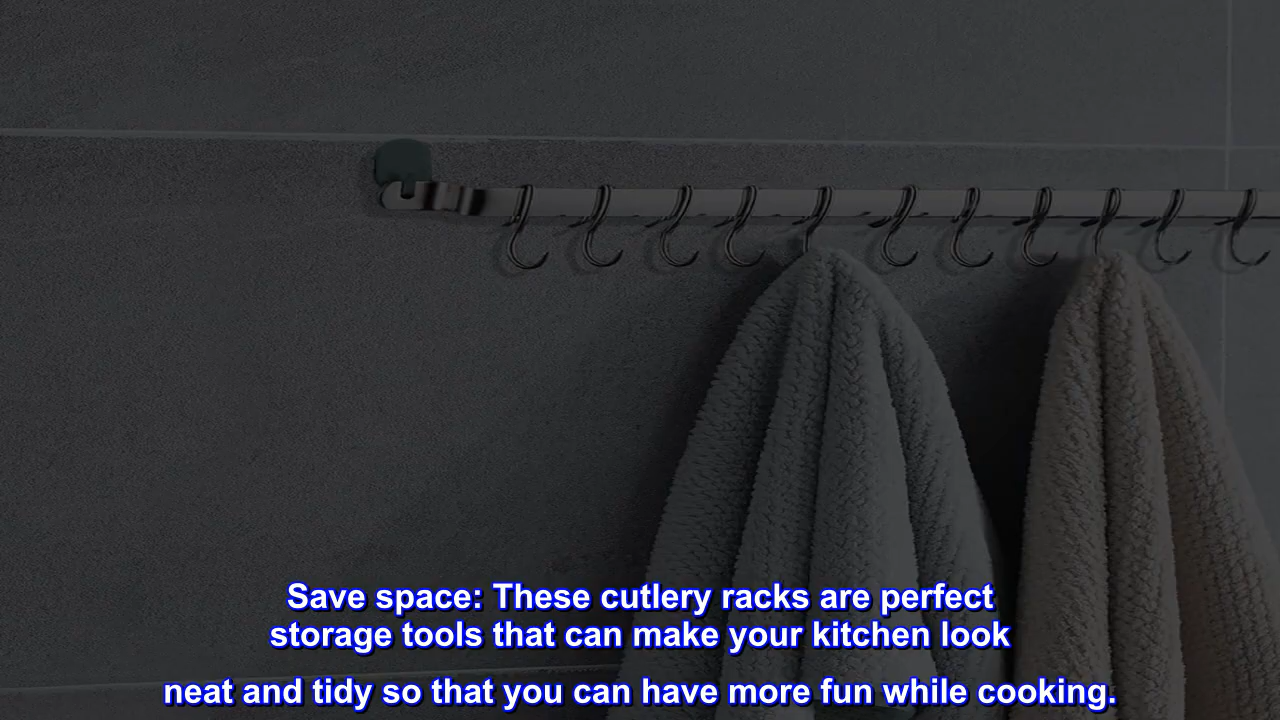 Save space: These cutlery racks are perfect
storage tools that can make your kitchen look
neat and tidy so that you can have more fun while cooking.